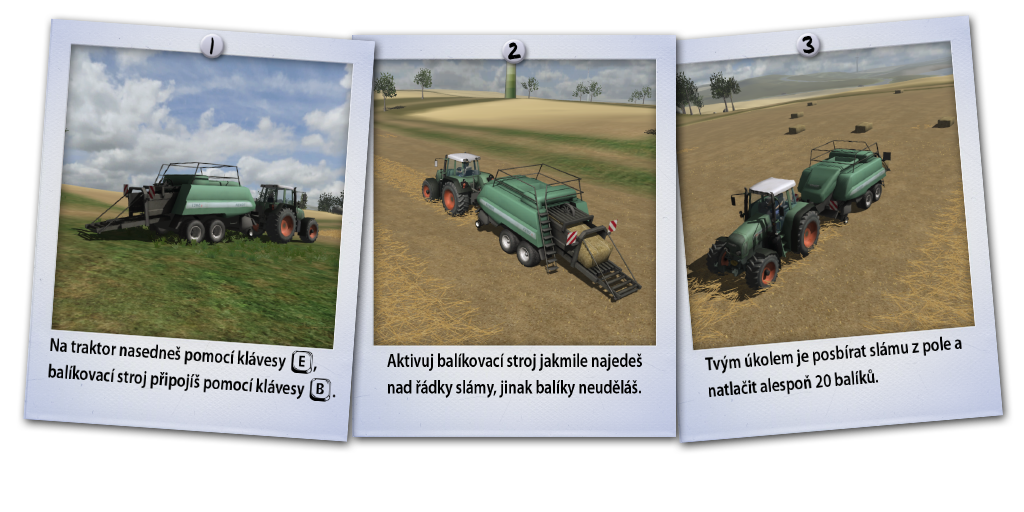 1
Na traktor nasedneš pomocí klávesy E,
balíkovací stroj připojíš pomocí klávesy B.
2
Aktivuj balíkovací stroj jakmile najedeš
nad řádky slámy, jinak balíky neuděláš.
3
Tvým úkolem je posbírat slámu z pole a
natlačit alespoň 20 balíků.